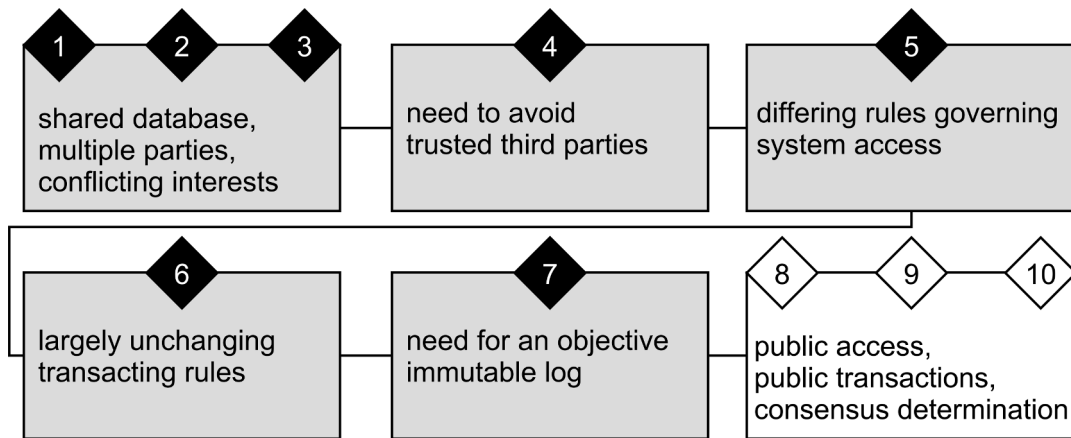 1 2 3
shared database,
multiple parties,
conflicting interests
4
need to avoid
trusted third parties
5
differing rules governing
system access
6
largely unchanging
transacting rules
7
need for an objective
immutable log
8 9 10
public access,
public transactions,
consensus determination